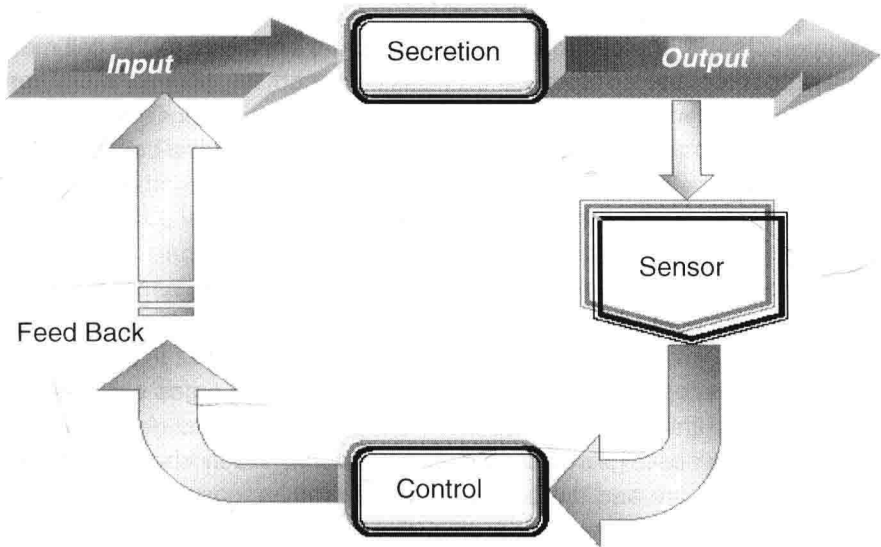 Input
Secretion
Output
Sensor
Feed Back
Control